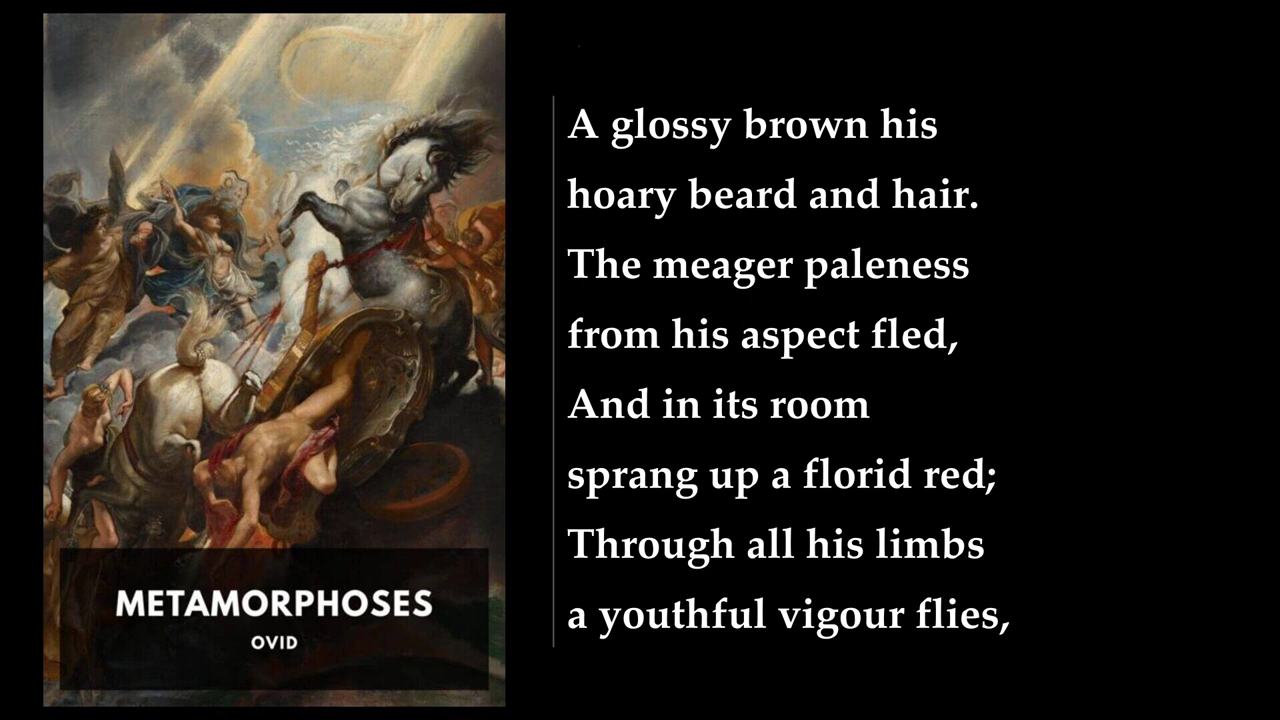 METAMORPHOSES
OVID
A glossy brown his
hoary beard and hair.
The meager paleness
from his aspect fled,
And in its room
sprang up a florid red;
Through all his limbs
a youthful vigour flies,